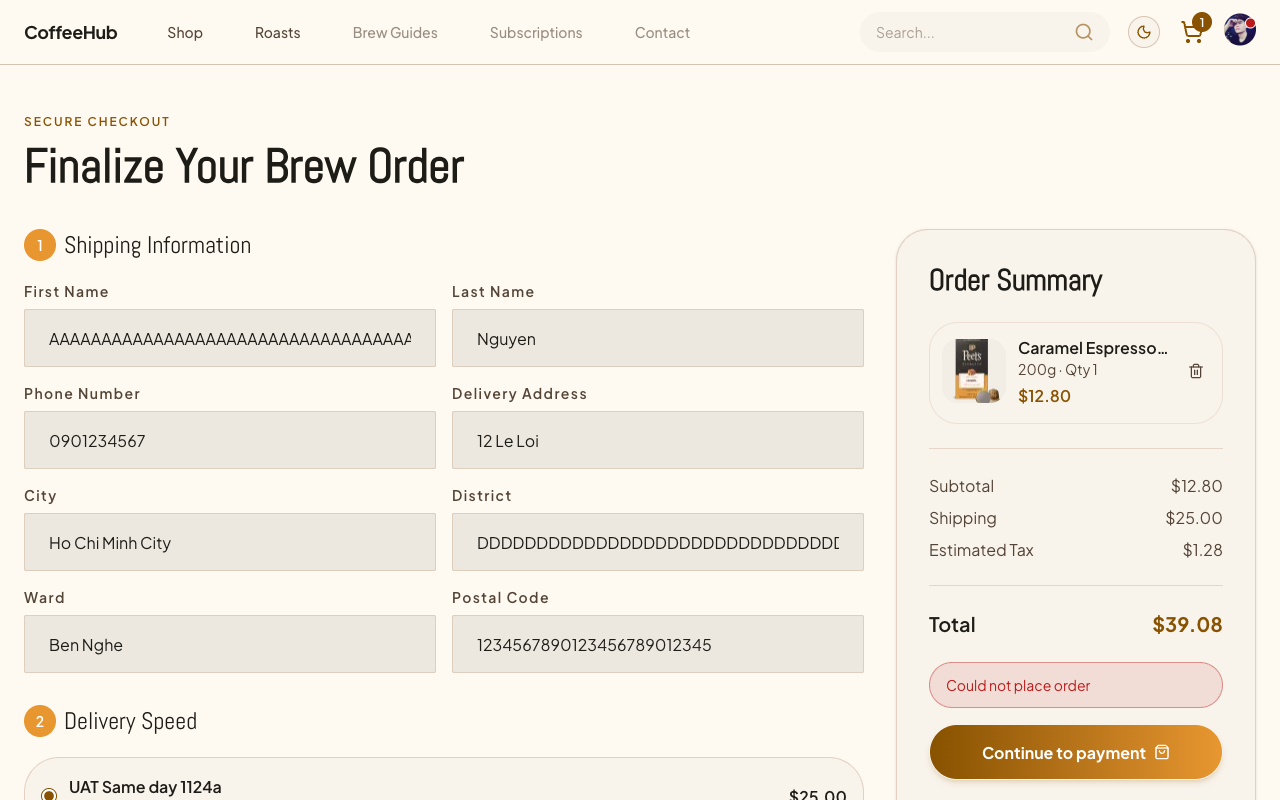 CoffeeHub
Shop
Roasts
Brew Guides
Subscriptions
Contact
Search...
1
SECURE CHECKOUT
Finalize Your Brew Order
1 Shipping Information
First Name
Last Name
Nguyen
Phone Number
Delivery Address
0901234567
12 Le Loi
City
District
Ho Chi Minh City
Ward
Postal Code
Ben Nghe
1234567890123456789012345
2 Delivery Speed
UAT Same day 1124a
$25.00
Order Summary
Peet's
Caramel Espresso...
200g · Qty 1
$12.80
Subtotal $12.80
Shipping $25.00
Estimated Tax $1.28
Total $39.08
Could not place order
Continue to payment